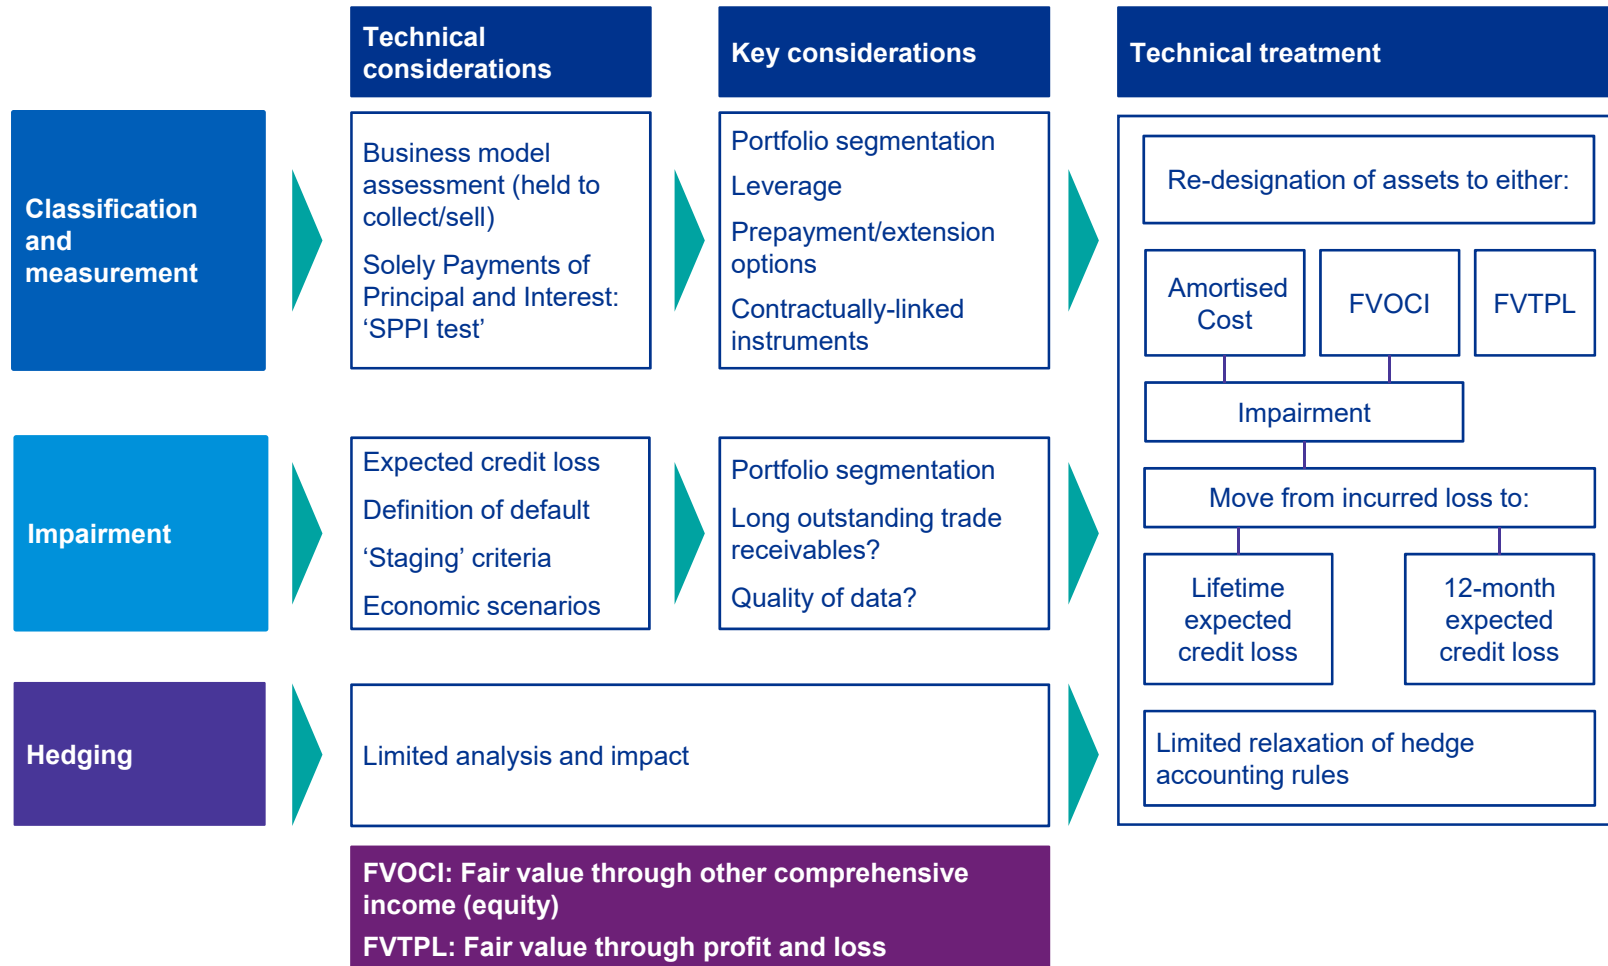 Technical
considerations
Key considerations
Technical treatment
Classification
and
measurement
Business model
assessment (held to
collect/sell)
Solely Payments of
Principal and Interest:
‘SPPI test’
Portfolio segmentation
Leverage
Prepayment/extension
options
Contractually-linked
instruments
Re-designation of assets to either:
Amortised
Cost
FVOCI
FVTPL
Impairment
Move from incurred loss to:
Lifetime
expected
credit loss
12-month
expected
credit loss
Impairment
Expected credit loss
Definition of default
‘Staging’ criteria
Economic scenarios
Portfolio segmentation
Long outstanding trade
receivables?
Quality of data?
Hedging
Limited analysis and impact
Limited relaxation of hedge
accounting rules
FVOCI: Fair value through other comprehensive
income (equity)
FVTPL: Fair value through profit and loss